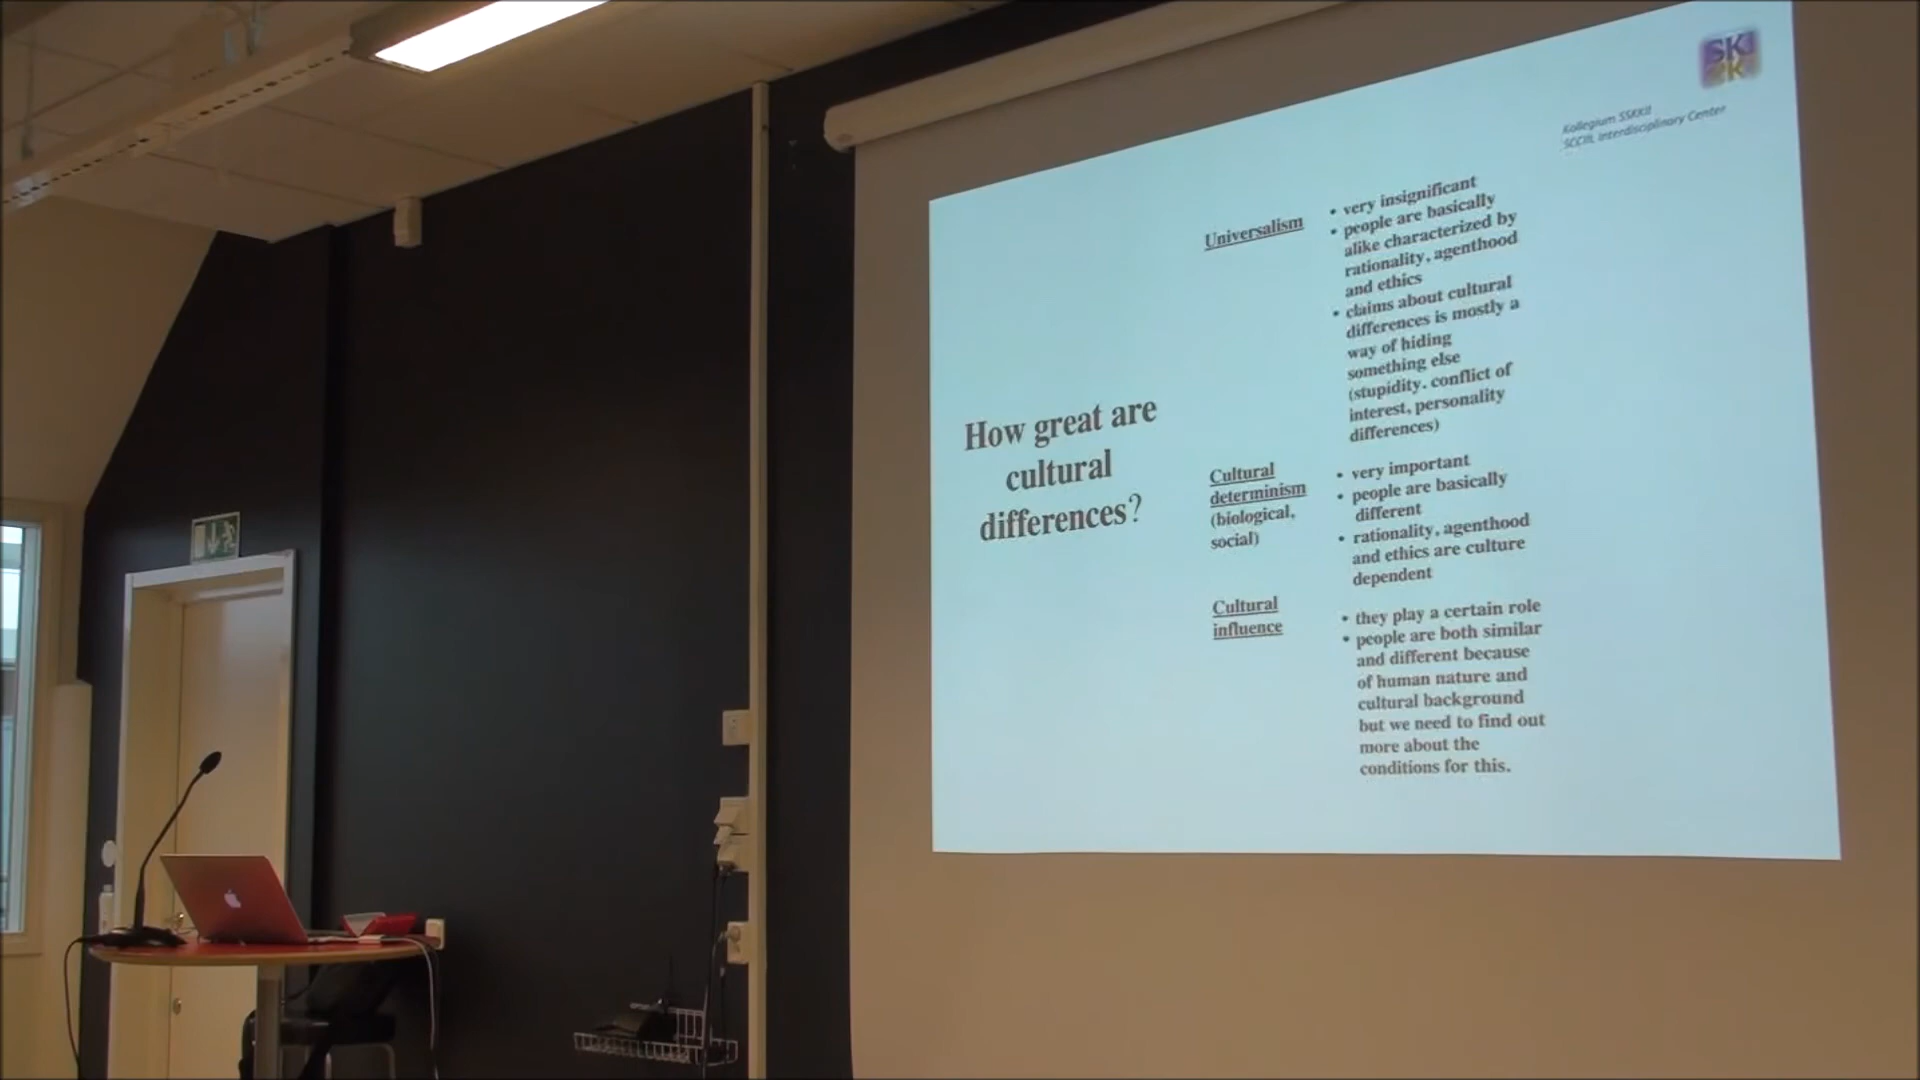 SK
Kollegium SSKKII
SCCIIL Interdisciplinary Center
How great are
cultural
differences?
Universalism
• very insignificant
• people are basically
alike characterized by
rationality, agenthood
and ethics
• claims about cultural
differences is mostly a
way of hiding
something else
(stupidity, conflict of
interest, personality
differences)
Cultural
determinism
(biological,
social)
• very important
• people are basically
different
• rationality, agenthood
and ethics are culture
dependent
Cultural
influence
• they play a certain role
• people are both similar
and different because
of human nature and
cultural background
but we need to find out
more about the
conditions for this.